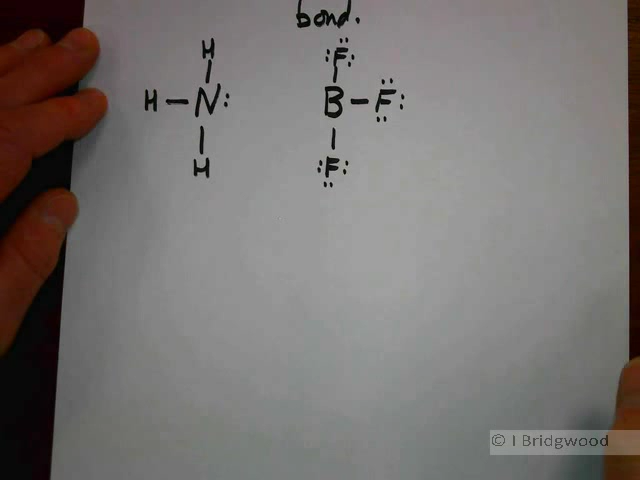 bond.
H :F:
H — N: B — F:
H :F:
© I Bridgwood